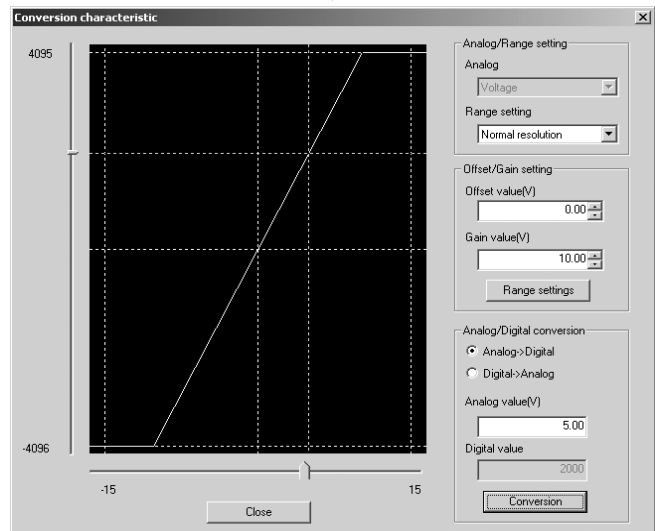 Conversion characteristic
4095
-4096
-15
15
Close
Analog/Range setting
Analog
Voltage
Range setting
Normal resolution
Offset/Gain setting
Offset value(V)
0.00
Gain value(V)
10.00
Range settings
Analog/Digital conversion
Analog->Digital
Digital->Analog
Analog value(V)
5.00
Digital value
2000
Conversion